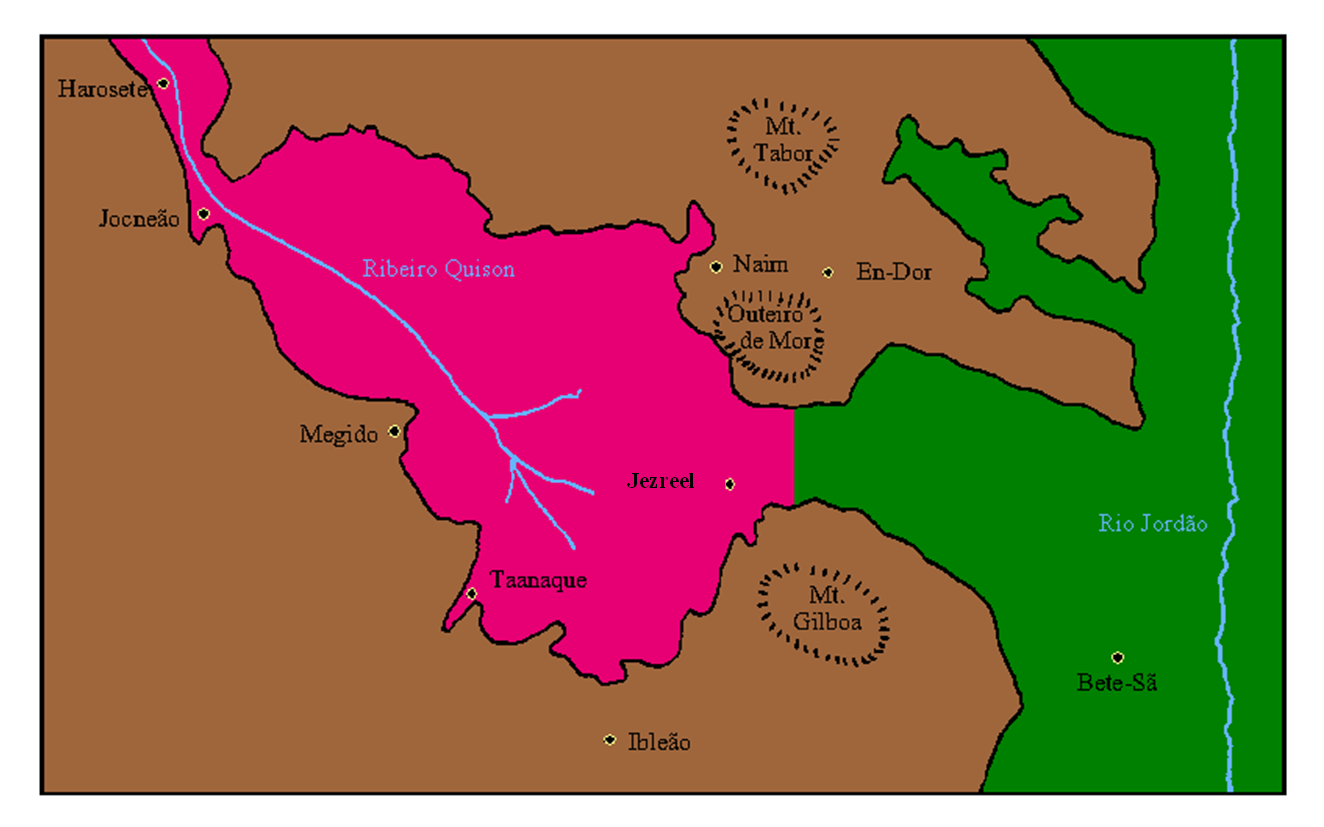 Harosete
Mt.
Tabor
Jocneão
Ribeiro Quison
Naim
En-Dor
Outeiro
de More
Megido
Jezreel
Rio Jordão
Taanaque
Mt.
Gilboa
Bete-Sã
Ibleão